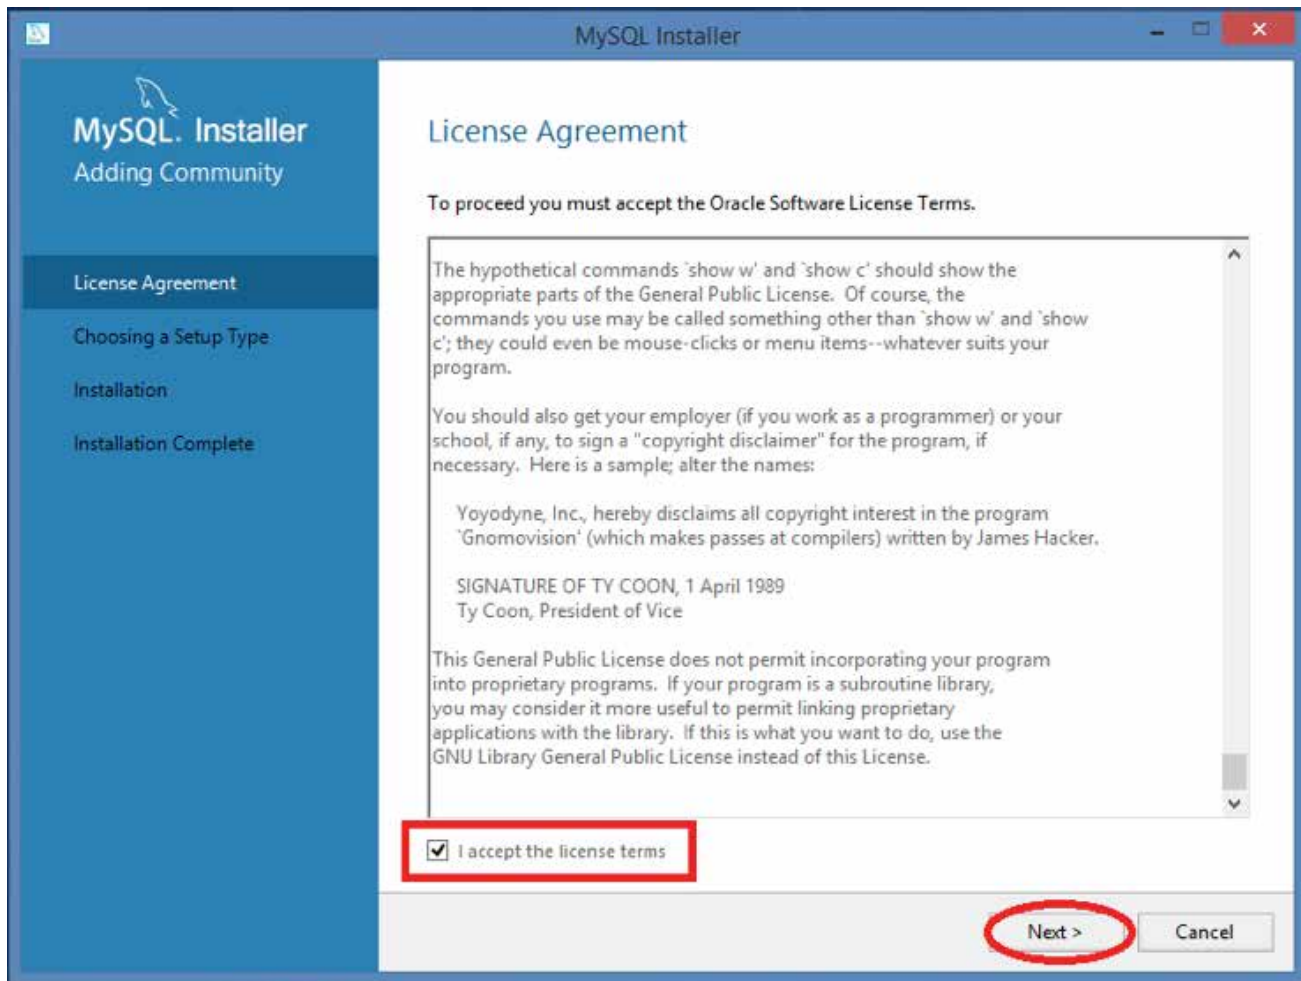 MySQL Installer
MySQL. Installer
Adding Community
License Agreement
Choosing a Setup Type
Installation
Installation Complete
License Agreement
To proceed you must accept the Oracle Software License Terms.
The hypothetical commands `show w' and `show c' should show the
appropriate parts of the General Public License.  Of course, the
commands you use may be called something other than `show w' and `show
c'; they could even be mouse-clicks or menu items--whatever suits your
program.
You should also get your employer (if you work as a programmer) or your
school, if any, to sign a "copyright disclaimer" for the program, if
necessary.  Here is a sample; alter the names:
Yoyodyne, Inc., hereby disclaims all copyright interest in the program
`Gnomovision' (which makes passes at compilers) written by James Hacker.
SIGNATURE OF TY COON, 1 April 1989
Ty Coon, President of Vice
This General Public License does not permit incorporating your program
into proprietary programs.  If your program is a subroutine library,
you may consider it more useful to permit linking proprietary
applications with the library.  If this is what you want to do, use the
GNU Library General Public License instead of this License.
I accept the license terms
Next >
Cancel